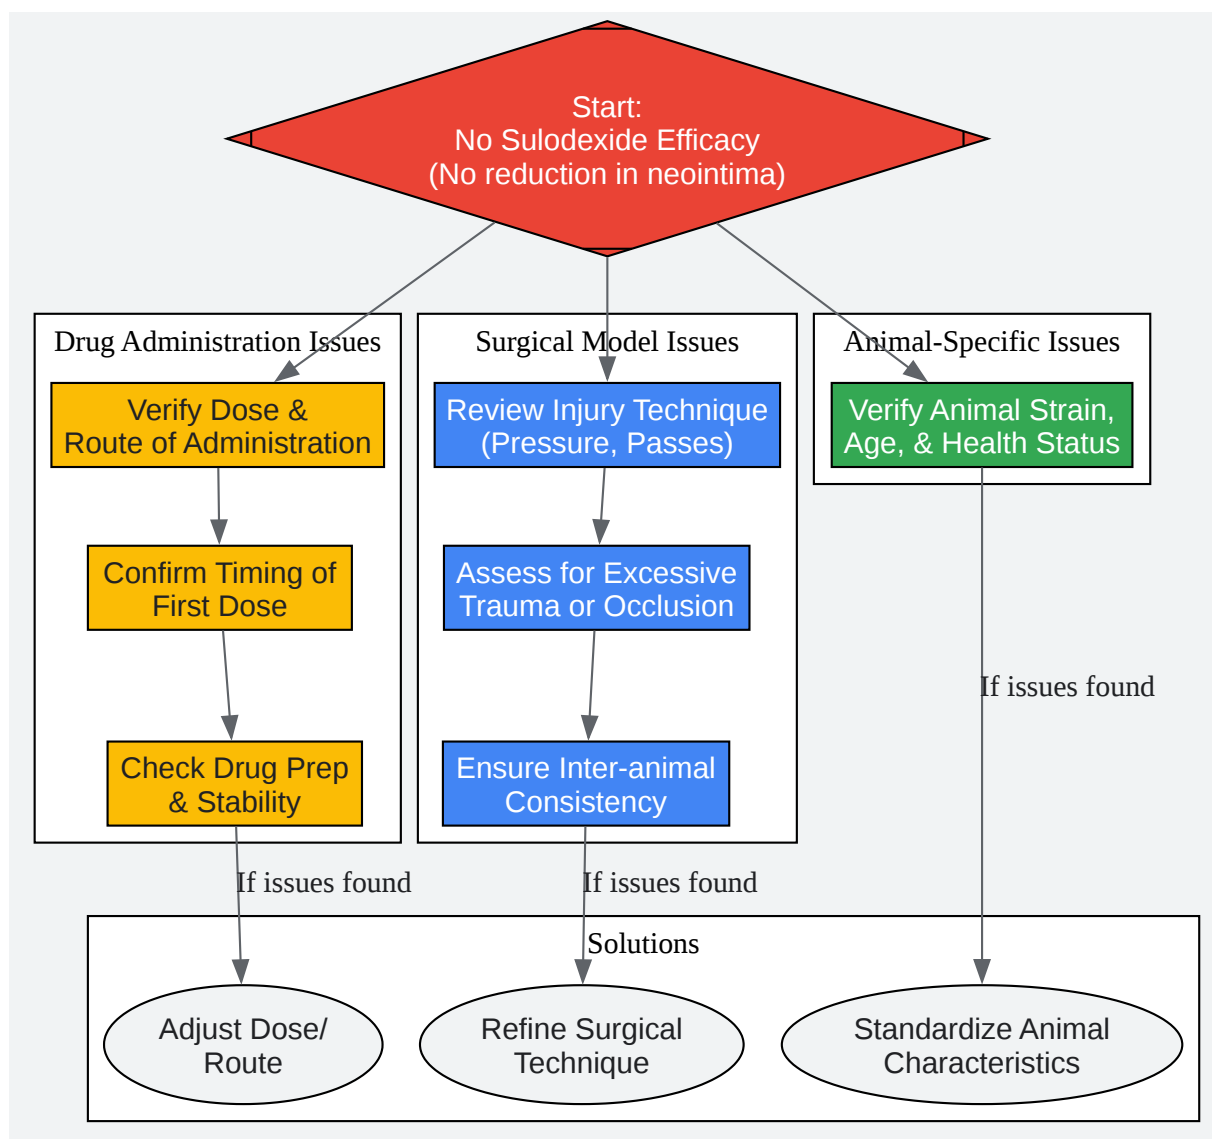 Start:
No Sulodexide Efficacy
(No reduction in neointima)
Drug Administration Issues
Verify Dose &
Route of Administration
Confirm Timing of
First Dose
Check Drug Prep
& Stability
If issues found
Surgical Model Issues
Review Injury Technique
(Pressure, Passes)
Assess for Excessive
Trauma or Occlusion
Ensure Inter-animal
Consistency
If issues found
Animal-Specific Issues
Verify Animal Strain,
Age, & Health Status
If issues found
Solutions
Adjust Dose/
Route
Refine Surgical
Technique
Standardize Animal
Characteristics